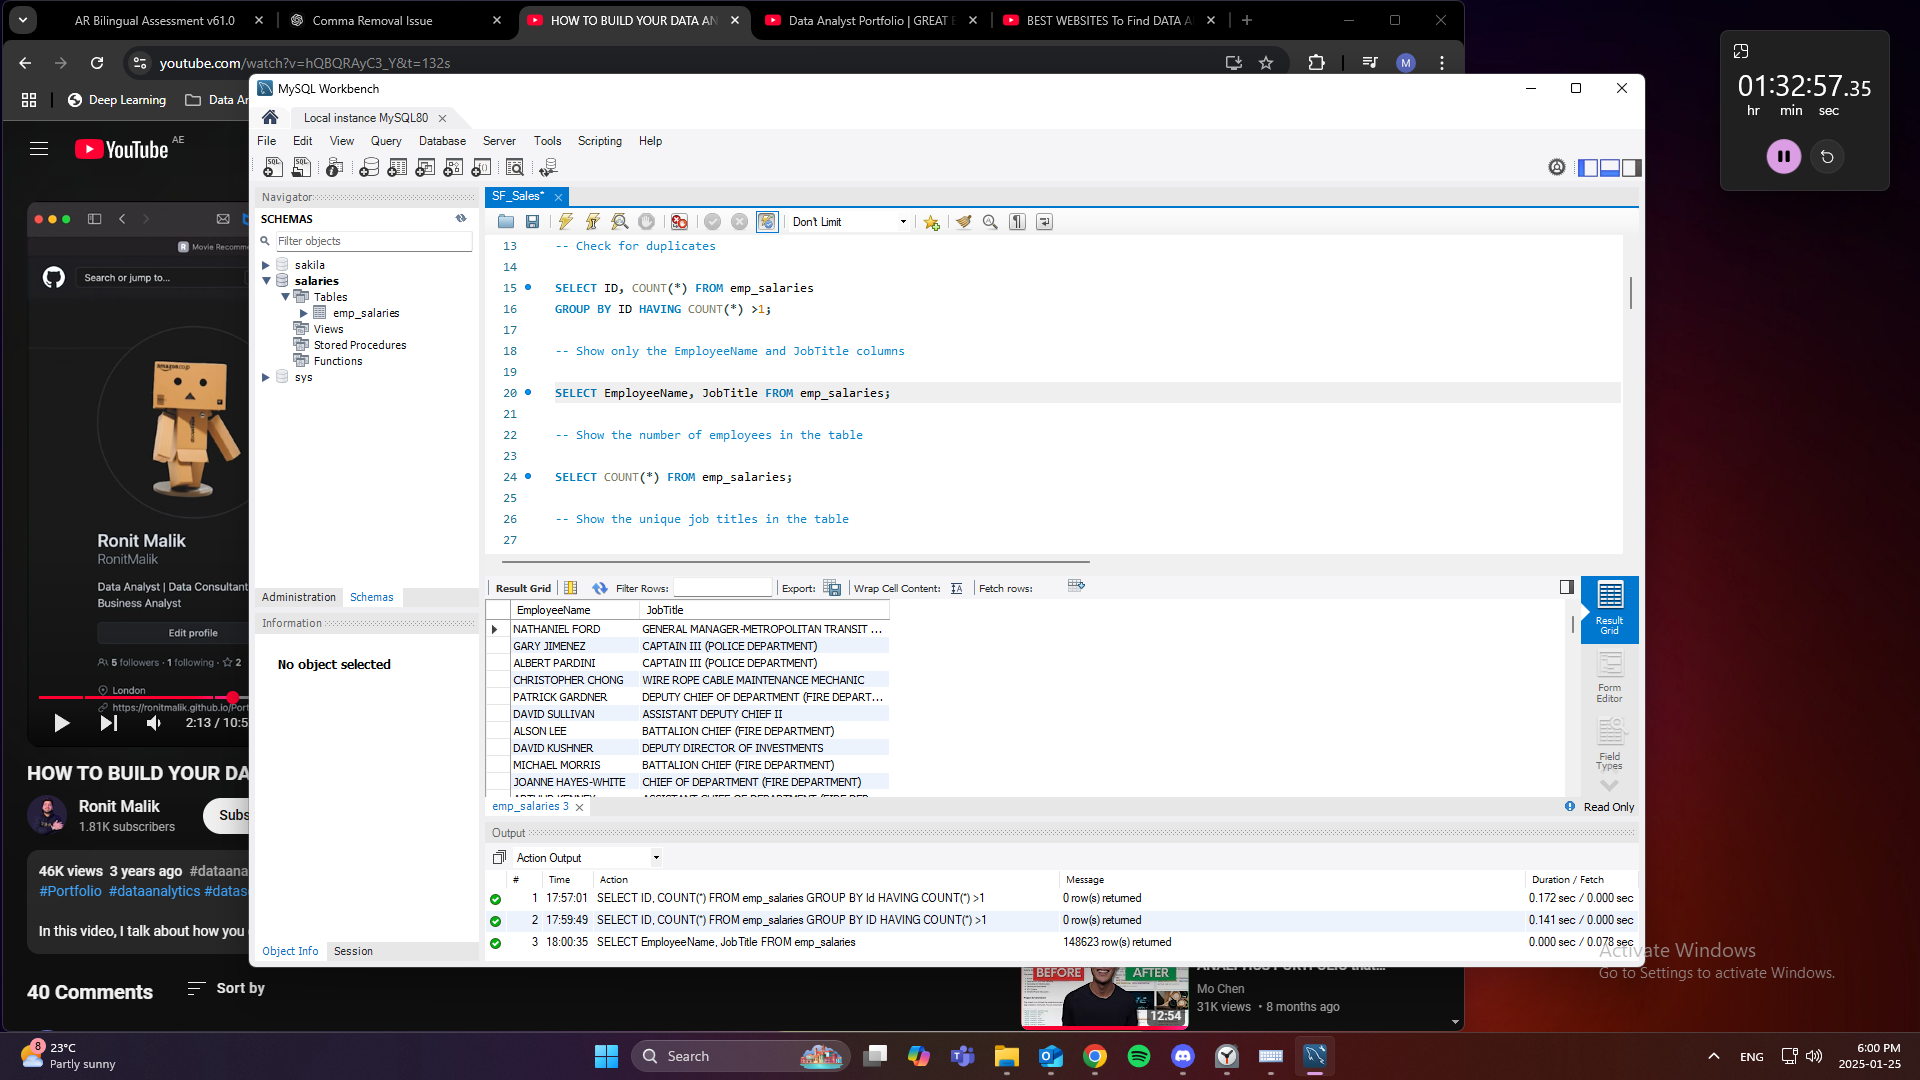 AR Bilingual Assessment v61.0
Comma Removal Issue
HOW TO BUILD YOUR DATA AN
Data Analyst Portfolio | GREAT E
BEST WEBSITES To Find DATA A
youtube.com/watch?v=hQBQRAyC3_Y&t=132s
M
Deep Learning
Data An
YouTube AE
Movie Recomm
Search or jump to...
Ronit Malik
RonitMalik
Data Analyst | Data Consultant
Business Analyst
Edit profile
5 followers · 1 following · 2
London
https://ronitmalik.github.io/Port
2:13 / 10:5
HOW TO BUILD YOUR DA
Ronit Malik
1.81K subscribers
Subs
46K views 3 years ago #dataana
#Portfolio #dataanalytics #datas
In this video, I talk about how you
40 Comments
Sort by
MySQL Workbench
Local instance MySQL80
File Edit View Query Database Server Tools Scripting Help
Navigator
SCHEMAS
Filter objects
sakila
salaries
Tables
emp_salaries
Views
Stored Procedures
Functions
sys
Administration Schemas
Information
No object selected
Object Info Session
SF_Sales*
Don't Limit
13 -- Check for duplicates
14
15 SELECT ID, COUNT(*) FROM emp_salaries
16 GROUP BY ID HAVING COUNT(*) >1;
17
18 -- Show only the EmployeeName and JobTitle columns
19
20 SELECT EmployeeName, JobTitle FROM emp_salaries;
21
22 -- Show the number of employees in the table
23
24 SELECT COUNT(*) FROM emp_salaries;
25
26 -- Show the unique job titles in the table
27
Result Grid Filter Rows: Export: Wrap Cell Content: Fetch rows:
EmployeeName JobTitle
NATHANIEL FORD GENERAL MANAGER-METROPOLITAN TRANSIT ...
GARY JIMENEZ CAPTAIN III (POLICE DEPARTMENT)
ALBERT PARDINI CAPTAIN III (POLICE DEPARTMENT)
CHRISTOPHER CHONG WIRE ROPE CABLE MAINTENANCE MECHANIC
PATRICK GARDNER DEPUTY CHIEF OF DEPARTMENT (FIRE DEPART...
DAVID SULLIVAN ASSISTANT DEPUTY CHIEF II
ALSON LEE BATTALION CHIEF (FIRE DEPARTMENT)
DAVID KUSHNER DEPUTY DIRECTOR OF INVESTMENTS
MICHAEL MORRIS BATTALION CHIEF (FIRE DEPARTMENT)
JOANNE HAYES-WHITE CHIEF OF DEPARTMENT (FIRE DEPARTMENT)
Result
Grid
Form
Editor
Field
Types
emp_salaries 3
Read Only
Output
Action Output
# Time Action Message Duration / Fetch
1 17:57:01 SELECT ID, COUNT(*) FROM emp_salaries GROUP BY Id HAVING COUNT(*) >1 0 row(s) returned 0.172 sec / 0.000 sec
2 17:59:49 SELECT ID, COUNT(*) FROM emp_salaries GROUP BY ID HAVING COUNT(*) >1 0 row(s) returned 0.141 sec / 0.000 sec
3 18:00:35 SELECT EmployeeName, JobTitle FROM emp_salaries 148623 row(s) returned 0.000 sec / 0.078 sec
BEFORE AFTER
12:54
Mo Chen
31K views • 8 months ago
01:32:57.35
hr min sec
Activate Windows
Go to Settings to activate Windows.
8
23°C
Partly sunny
Search
ENG
6:00 PM
2025-01-25